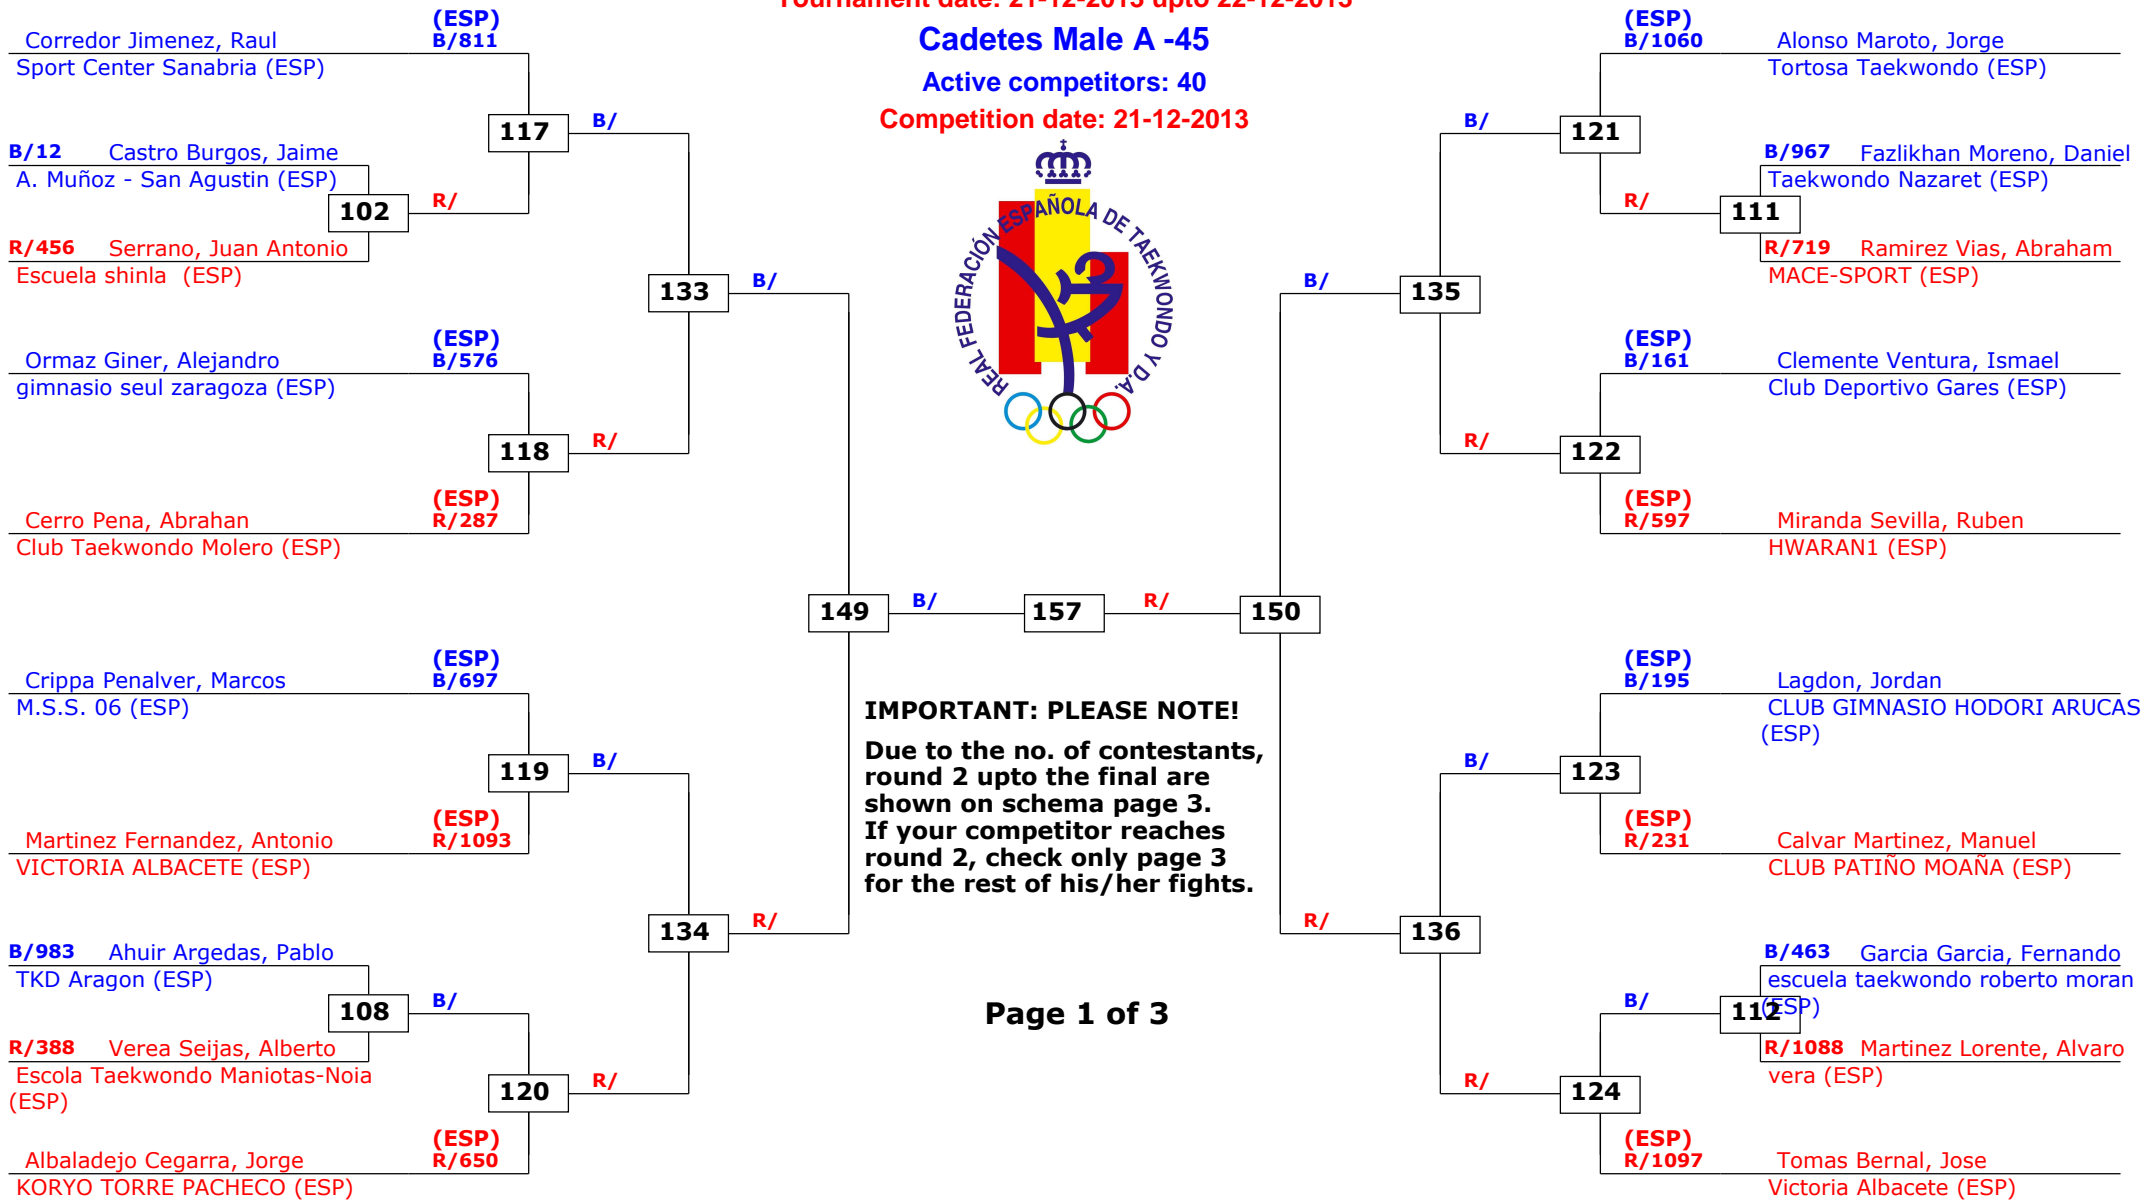 Tournament date: 21-12-2013 upto 22-12-2013
Cadetes Male A -45
Active competitors: 40
Competition date: 21-12-2013
REAL FEDERACIÓN ESPAÑOLA DE TAEKWONDO Y D.A.
(ESP)
Corredor Jimenez, Raul B/811
Sport Center Sanabria (ESP)
117 B/
B/12 Castro Burgos, Jaime
A. Muñoz - San Agustin (ESP)
102 R/
R/456 Serrano, Juan Antonio
Escuela shinla (ESP)
133 B/
(ESP)
Ormaz Giner, Alejandro B/576
gimnasio seul zaragoza (ESP)
118 R/
(ESP)
Cerro Pena, Abrahan R/287
Club Taekwondo Molero (ESP)
149 B/ 157 R/ 150
(ESP)
Crippa Penalver, Marcos B/697
M.S.S. 06 (ESP)
119 B/
(ESP)
Martinez Fernandez, Antonio R/1093
VICTORIA ALBACETE (ESP)
134 R/
B/983 Ahuir Argedas, Pablo
TKD Aragon (ESP)
108 B/
R/388 Verea Seijas, Alberto
Escola Taekwondo Maniotas-Noia
(ESP)
120 R/
(ESP)
Albaladejo Cegarra, Jorge R/650
KORYO TORRE PACHECO (ESP)
IMPORTANT: PLEASE NOTE!
Due to the no. of contestants,
round 2 upto the final are
shown on schema page 3.
If your competitor reaches
round 2, check only page 3
for the rest of his/her fights.
Page 1 of 3
(ESP)
B/1060 Alonso Maroto, Jorge
Tortosa Taekwondo (ESP)
B/ 121
B/967 Fazlikhan Moreno, Daniel
Taekwondo Nazaret (ESP)
R/ 111
R/719 Ramirez Vias, Abraham
MACE-SPORT (ESP)
B/ 135
(ESP)
B/161 Clemente Ventura, Ismael
Club Deportivo Gares (ESP)
R/ 122
(ESP)
R/597 Miranda Sevilla, Ruben
HWARAN1 (ESP)
(ESP)
B/195 Lagdon, Jordan
CLUB GIMNASIO HODORI ARUCAS
(ESP)
B/ 123
(ESP)
R/231 Calvar Martinez, Manuel
CLUB PATIÑO MOAÑA (ESP)
R/ 136
B/463 Garcia Garcia, Fernando
escuela taekwondo roberto moran
(ESP)
B/ 112
R/1088 Martinez Lorente, Alvaro
vera (ESP)
R/ 124
(ESP)
R/1097 Tomas Bernal, Jose
Victoria Albacete (ESP)